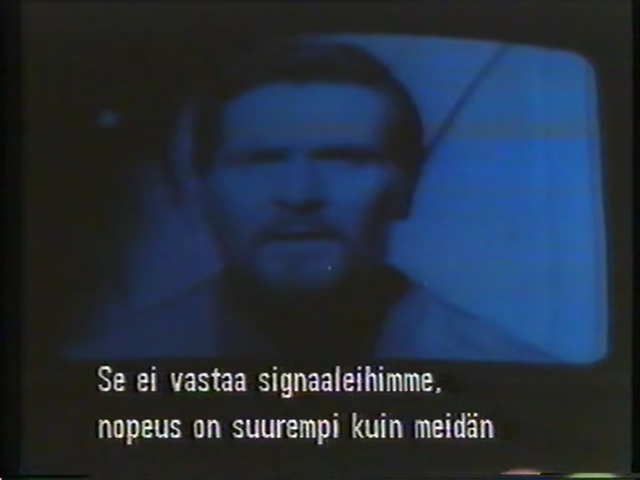 Se ei vastaa signaaleihimme,
nopeus on suurempi kuin meidän